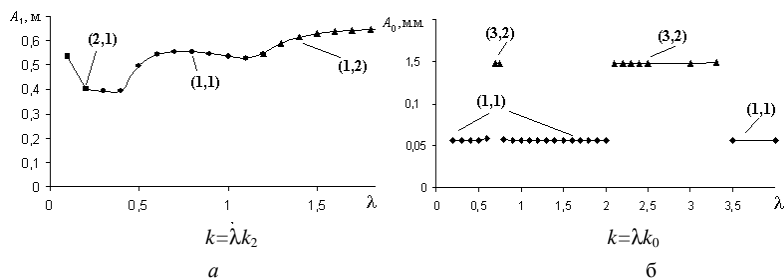 A₁, м.
0,6
0,5
0,4
0,3
0,2
0,1
0
(2,1)
(1,1)
(1,2)
0 0,5 1 1,5 λ
k=λk₂
а
A₀, мм.
1,5
0,1
0,05
0
(3,2)
(3,2)
(1,1)
(1,1)
0 0,5 1 1,5 2 2,5 3 3,5 λ
k=λk₀
б